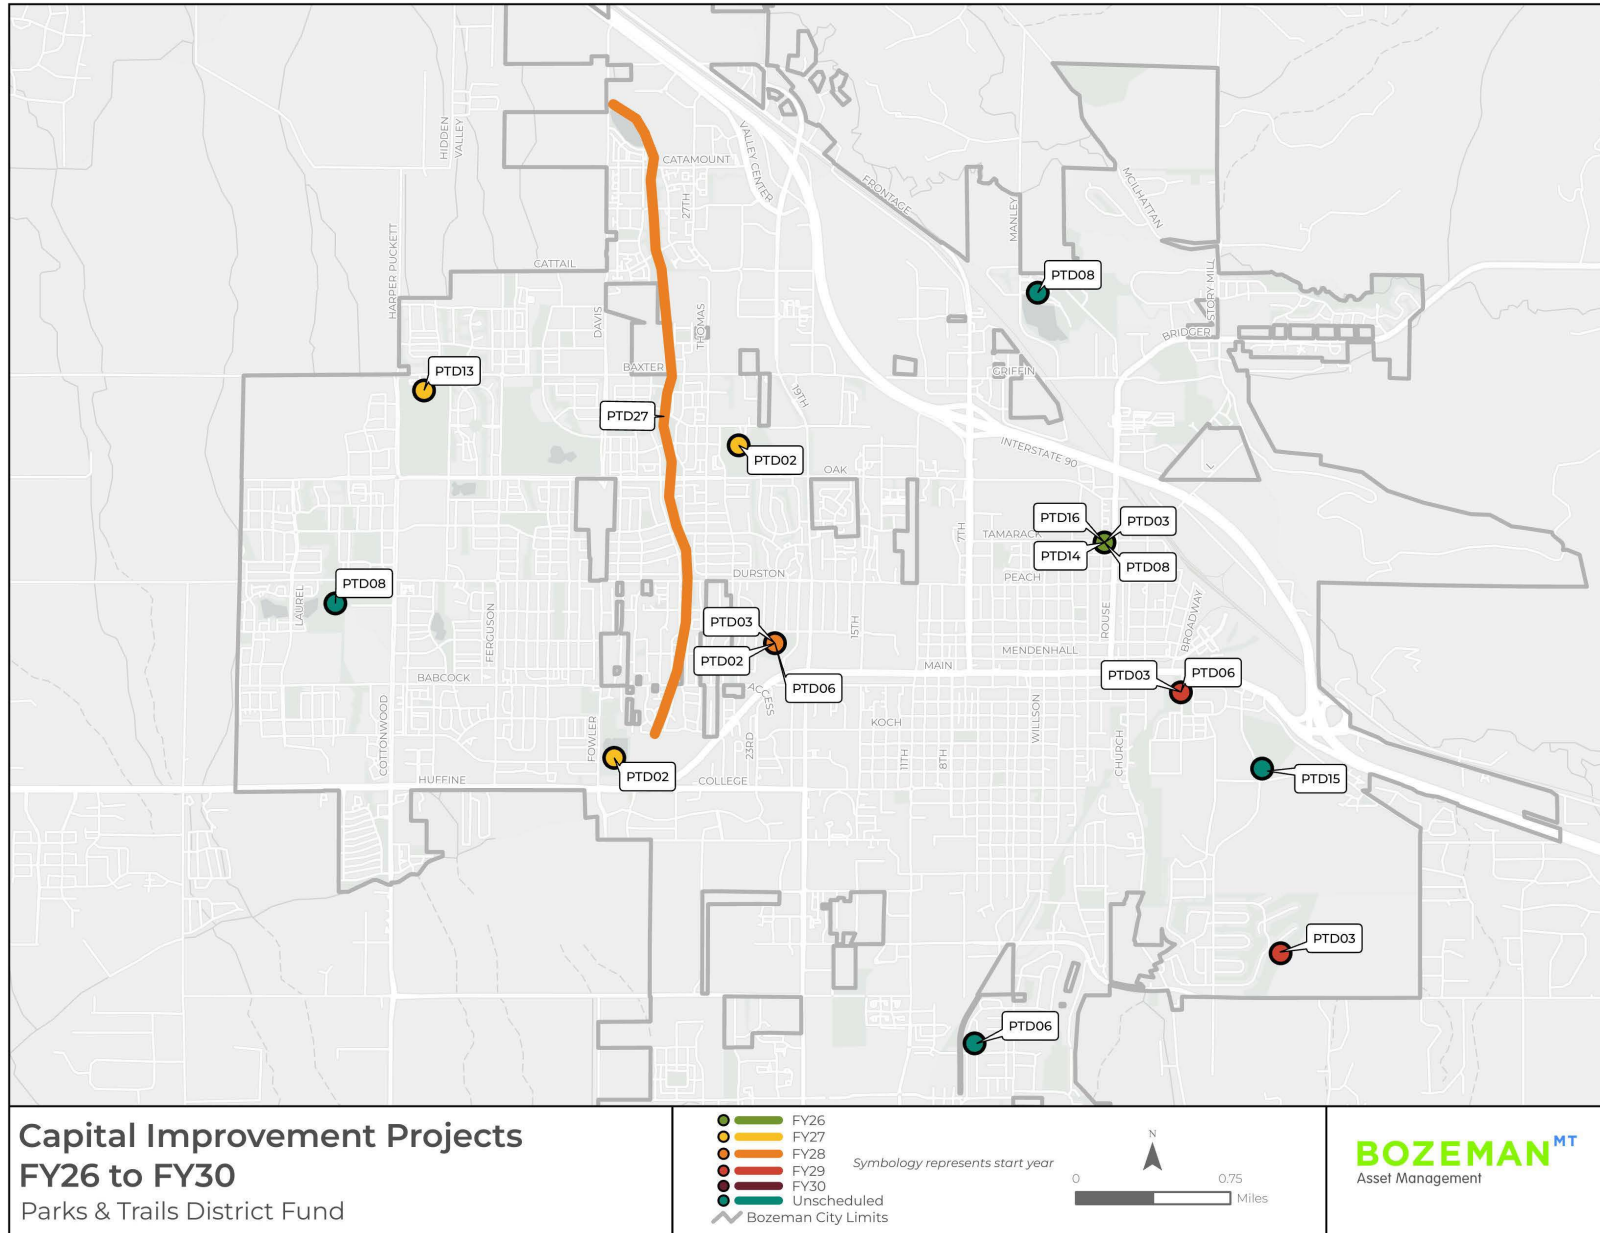 HIDDEN
VALLEY
CATAMOUNT
VALLEY CENTER
27TH
FRONTAGE
MCILHATTAN
MANLEY
HARPER PUCKETT
CATTAIL
PTD08
STORY MILL
DAVIS
THOMAS
BRIDGER
PTD13
BAXTER
GRIFFIN
19TH
PTD27
INTERSTATE 90
PTD02
OAK
L
PTD16
PTD03
7TH
TAMARACK
PTD14
PTD08
DURSTON
PEACH
PTD08
LAUREL
FERGUSON
PTD03
15TH
ROUSE
BROADWAY
PTD02
MENDENHALL
MAIN
PTD03
PTD06
BABCOCK
PTD06
ACCESS
COTTONWOOD
KOCH
WILLSON
FOWLER
23RD
11TH
8TH
CHURCH
PTD02
HUFFINE
COLLEGE
PTD15
PTD03
PTD06
Capital Improvement Projects
FY26 to FY30
Parks & Trails District Fund
FY26
FY27
FY28
FY29
FY30
Unscheduled
Bozeman City Limits
Symbology represents start year
N
0 0.75
Miles
BOZEMAN MT
Asset Management